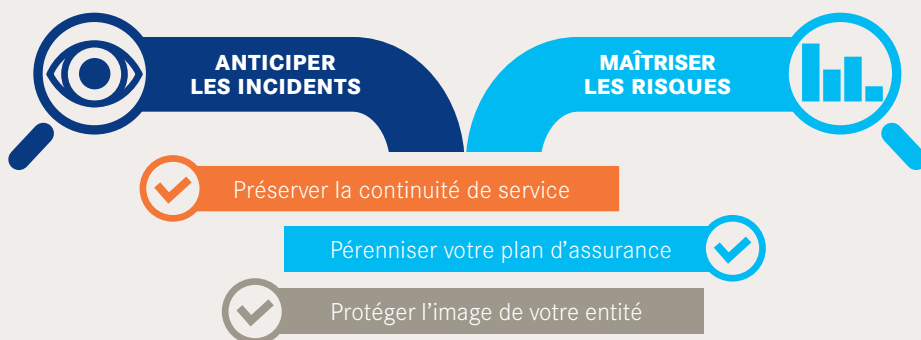 ANTICIPER
LES INCIDENTS
MAÎTRISER
LES RISQUES
Préserver la continuité de service
Pérenniser votre plan d’assurance
Protéger l’image de votre entité